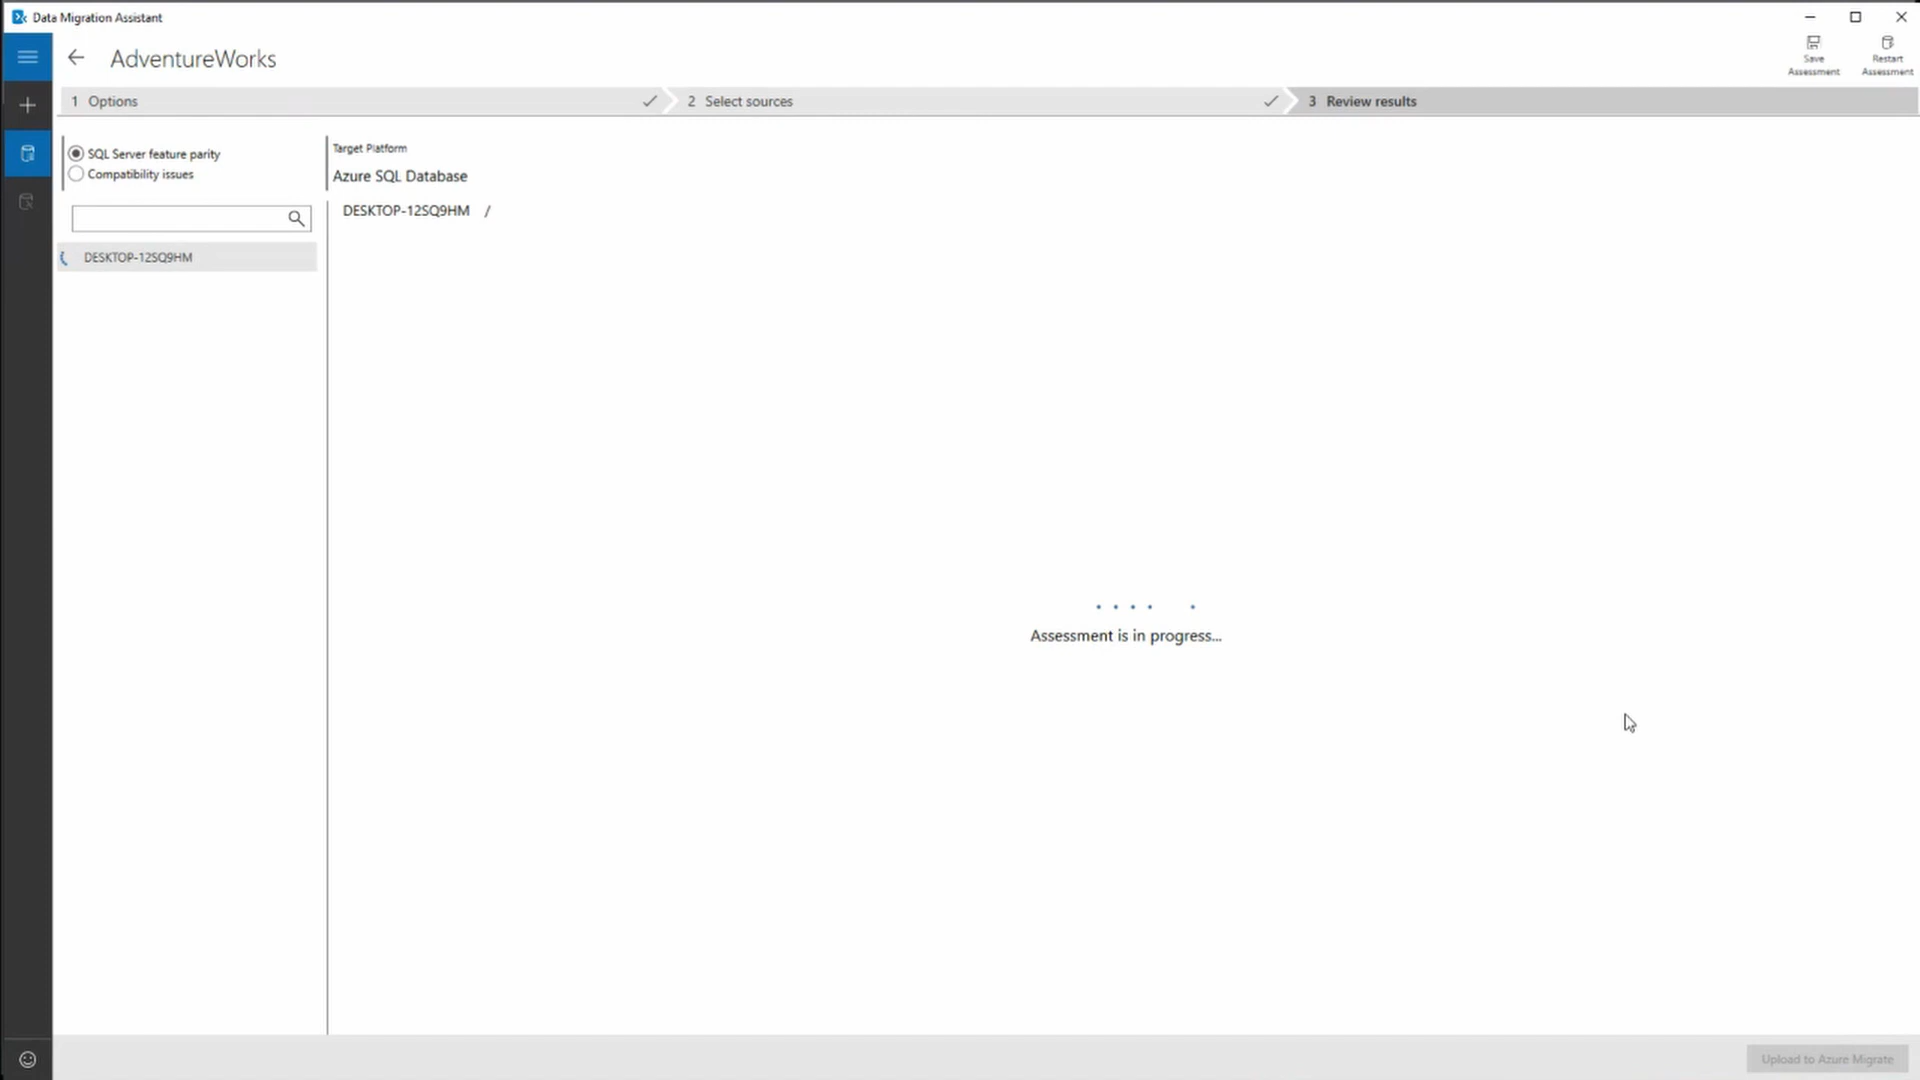 Data Migration Assistant
AdventureWorks
Save
Assessment
Restart
Assessment
1 Options
2 Select sources
3 Review results
SQL Server feature parity
Compatibility issues
Target Platform
Azure SQL Database
DESKTOP-12SQ9HM /
DESKTOP-12SQ9HM
Assessment is in progress...
Upload to Azure Migrate